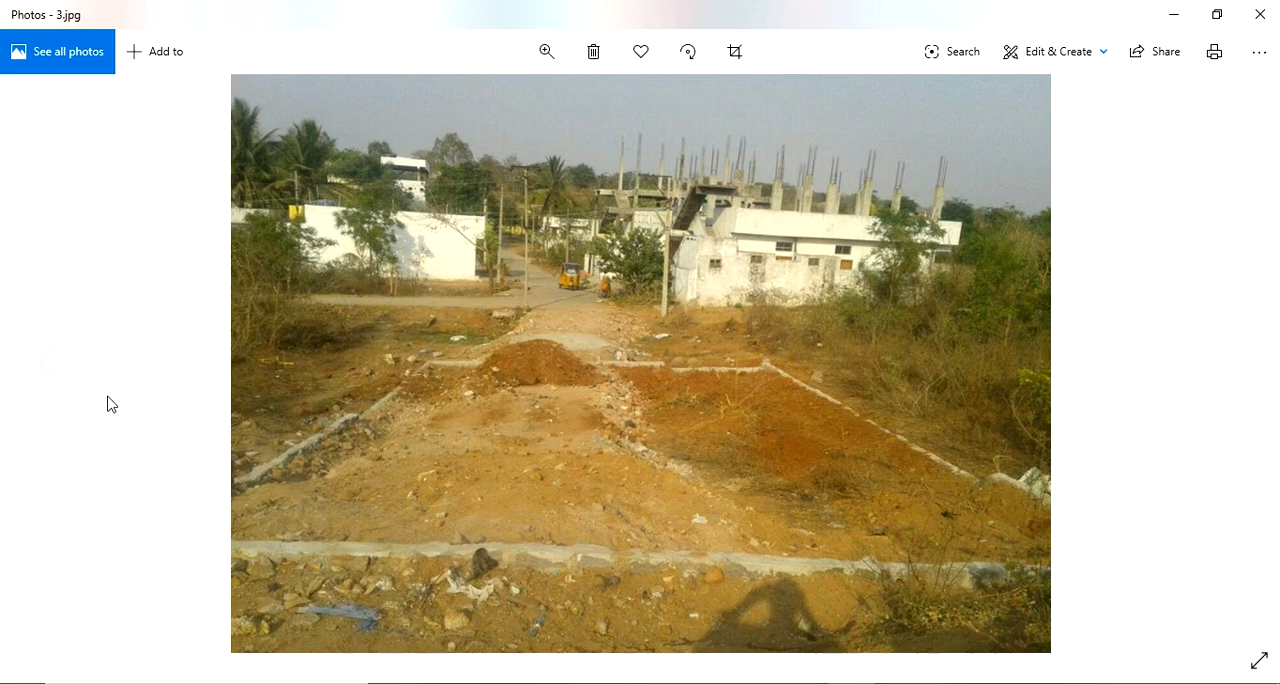 Photos - 3.jpg
See all photos
Add to
Search
Edit & Create
Share